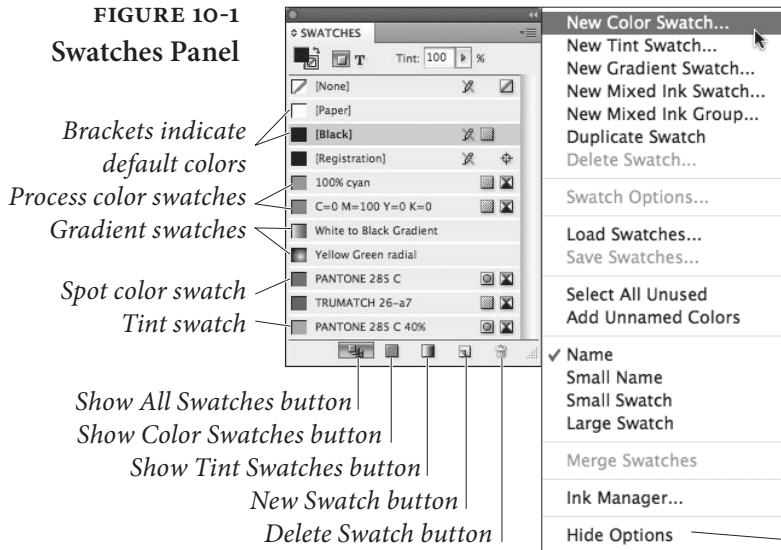 FIGURE 10-1
Swatches Panel
SWATCHES
T Tint: 100 %
[None]
[Paper]
[Black]
[Registration]
100% cyan
C=0 M=100 Y=0 K=0
White to Black Gradient
Yellow Green radial
PANTONE 285 C
TRUMATCH 26-a7
PANTONE 285 C 40%
Brackets indicate
default colors
Process color swatches
Gradient swatches
Spot color swatch
Tint swatch
Show All Swatches button
Show Color Swatches button
Show Tint Swatches button
New Swatch button
Delete Swatch button
New Color Swatch...
New Tint Swatch...
New Gradient Swatch...
New Mixed Ink Swatch...
New Mixed Ink Group...
Duplicate Swatch
Delete Swatch...
Swatch Options...
Load Swatches...
Save Swatches...
Select All Unused
Add Unnamed Colors
✓ Name
Small Name
Small Swatch
Large Swatch
Merge Swatches
Ink Manager...
Hide Options